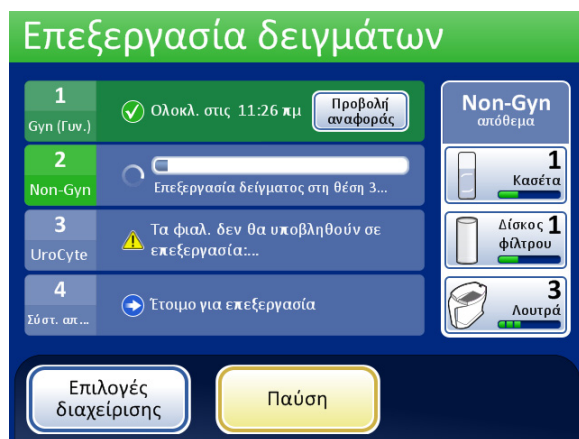 Επεξεργασία δειγμάτων
1
Gyn (Γυν.)
Ολοκλ. στις 11:26 πμ
Προβολή
αναφοράς
2
Non-Gyn
Επεξεργασία δείγματος στη θέση 3...
3
UroCyte
Τα φιαλ. δεν θα υποβληθούν σε
επεξεργασία:...
4
Σύστ. απ...
Έτοιμο για επεξεργασία
Non-Gyn
απόθεμα
1
Κασέτα
Δίσκος 1
φίλτρου
3
Λουτρά
Επιλογές
διαχείρισης
Παύση